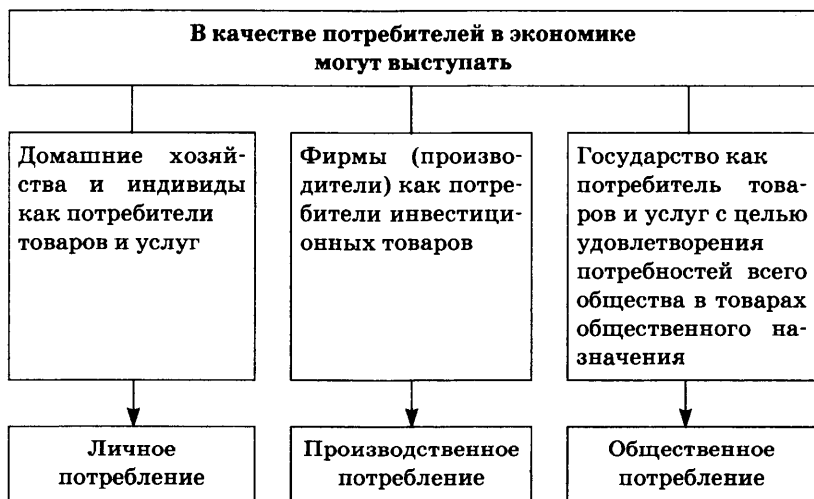 В качестве потребителей в экономике
могут выступать
Домашние хозяй-
ства и индивиды
как потребители
товаров и услуг
Фирмы (произво-
дители) как потре-
бители инвестици-
онных товаров
Государство как
потребитель това-
ров и услуг с целью
удовлетворения
потребностей всего
общества в товарах
общественного на-
значения
Личное
потребление
Производственное
потребление
Общественное
потребление